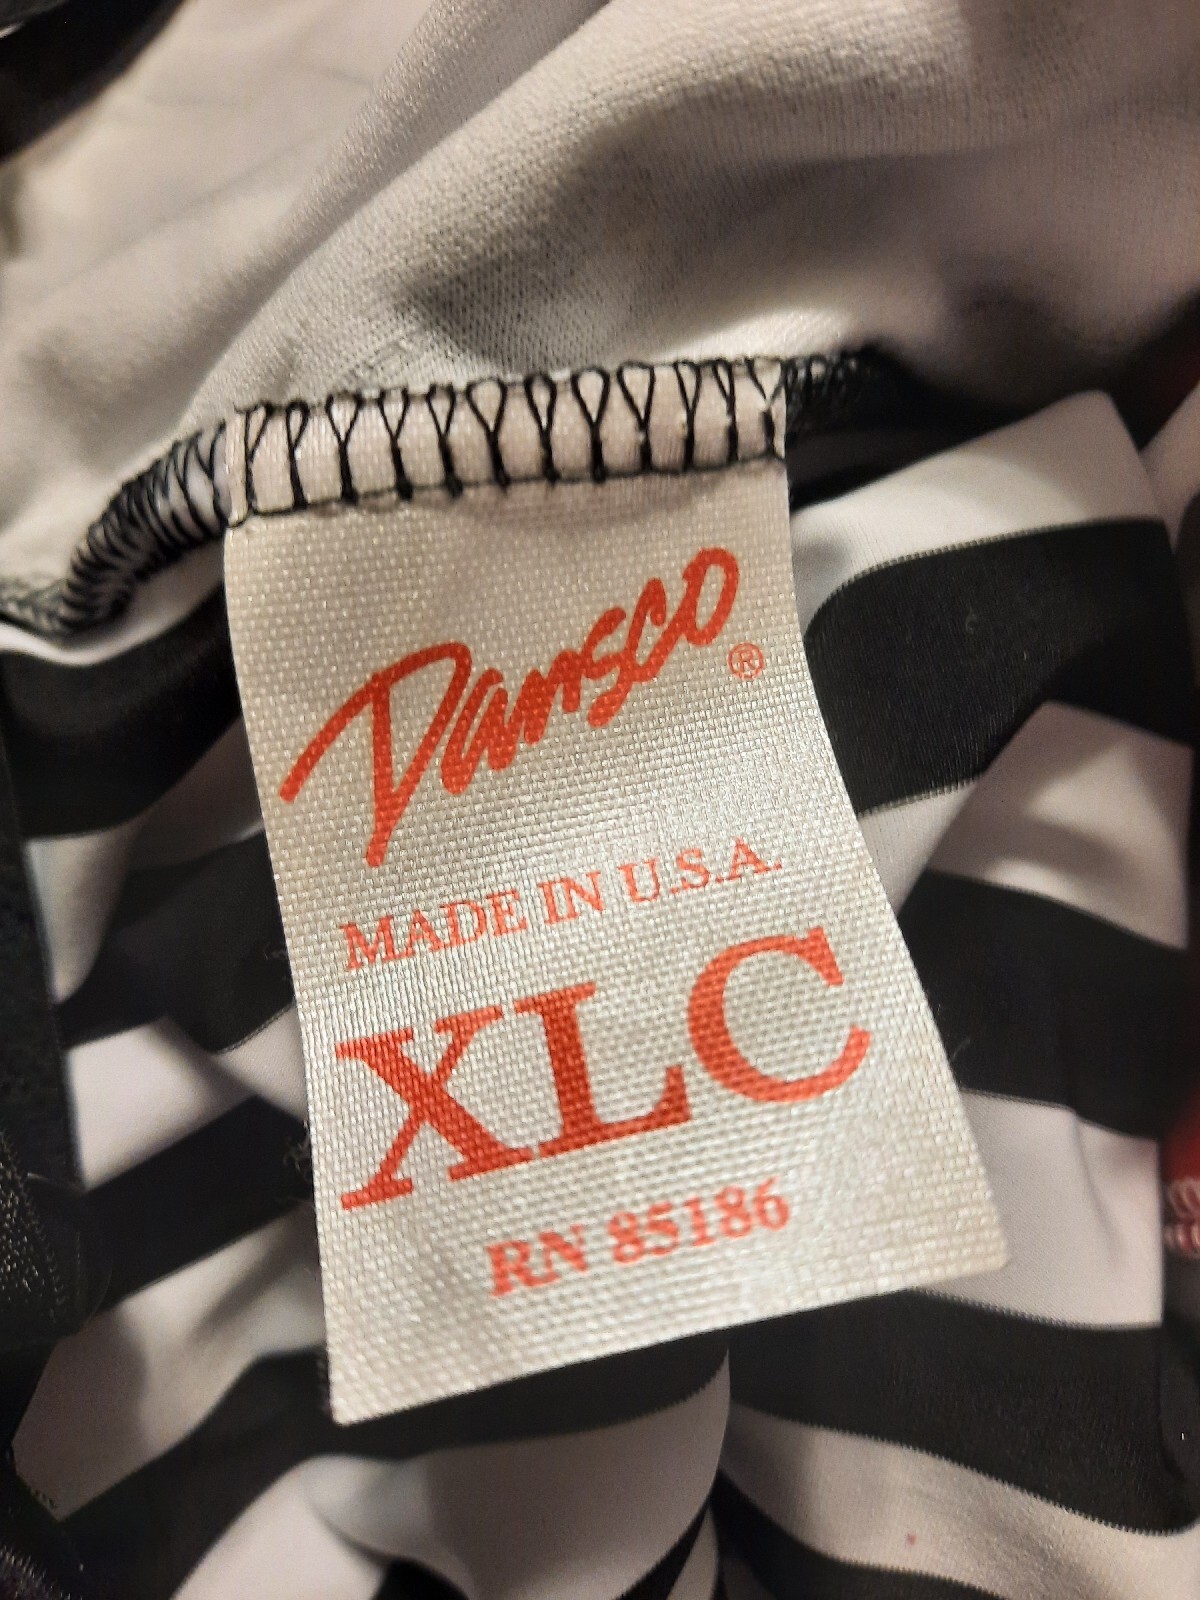 Dansco®
MADE IN U.S.A.
XLC
RN 85186